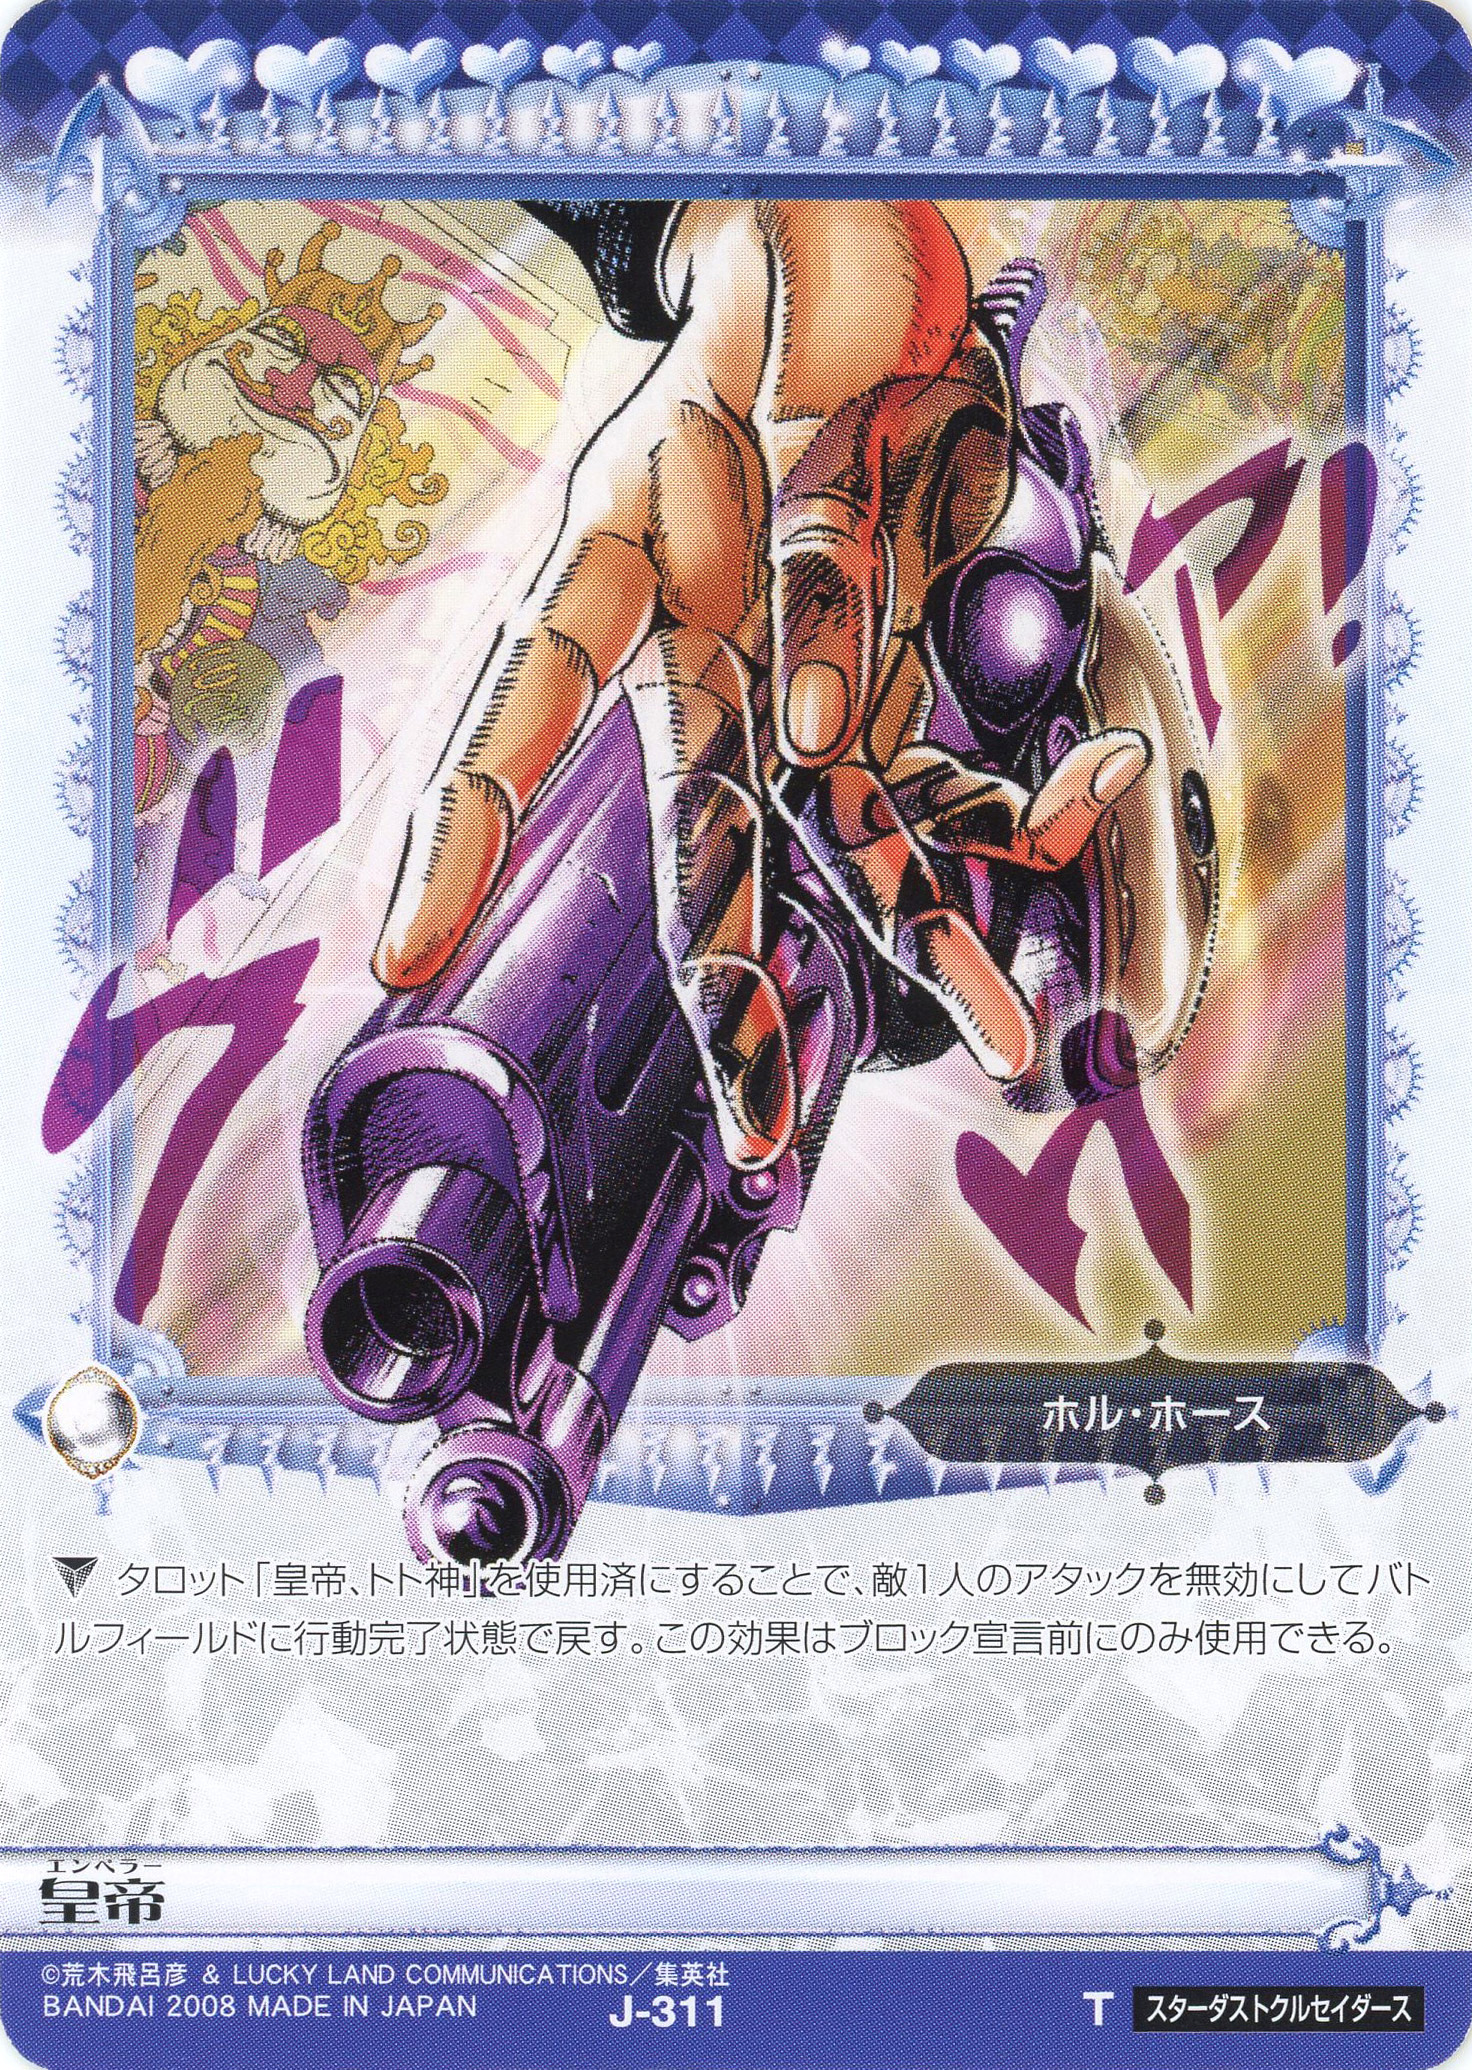 グ
ア!
グイ
ホル・ホース
タロット「皇帝、トト神」を使用済にすることで、敵1人のアタックを無効にしてバト
ルフィールドに行動完了状態で戻す。この効果はブロック宣言前にのみ使用できる。
エンペラー
皇帝
©荒木飛呂彦 & LUCKY LAND COMMUNICATIONS/集英社
BANDAI 2008 MADE IN JAPAN
J-311
T
スターダストクルセイダース